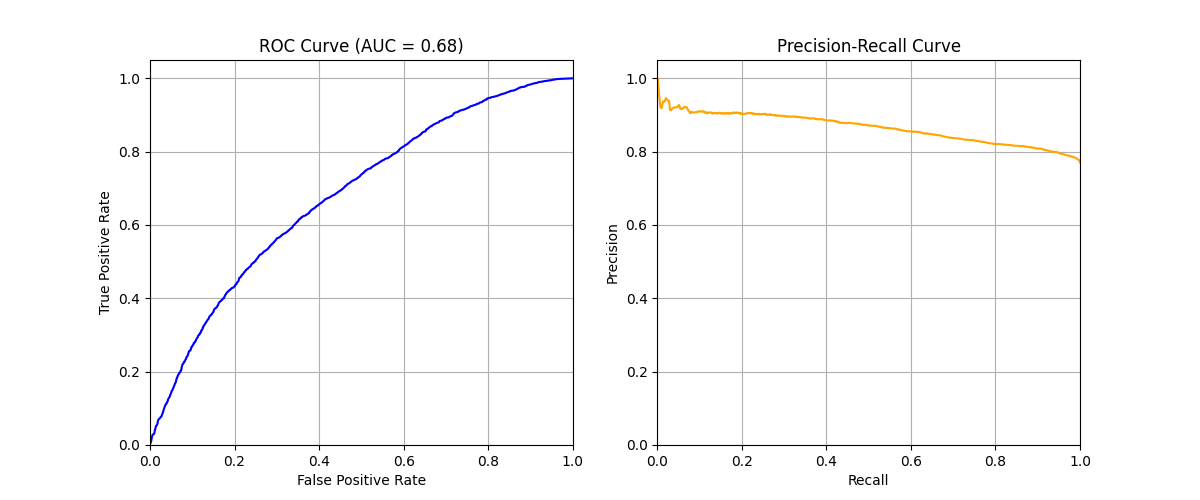 ROC Curve (AUC = 0.68)
True Positive Rate
1.0
0.8
0.6
0.4
0.2
0.0
0.0 0.2 0.4 0.6 0.8 1.0
False Positive Rate
Precision-Recall Curve
Precision
1.0
0.8
0.6
0.4
0.2
0.0
0.0 0.2 0.4 0.6 0.8 1.0
Recall